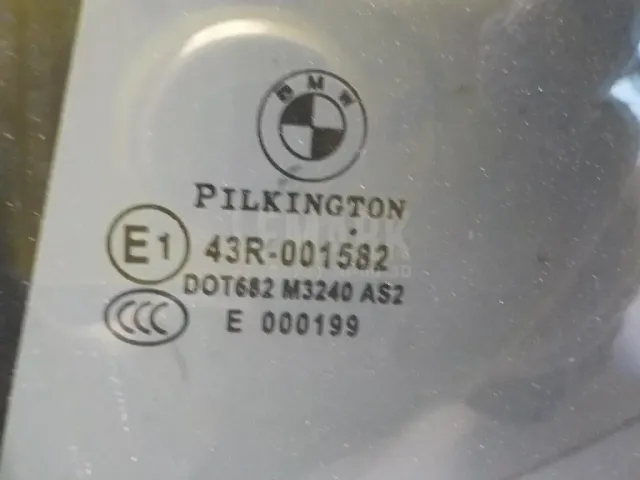 BMW
PILKINGTON
E1 43R-001582
DOT682 M3240 AS2
CCC E 000199